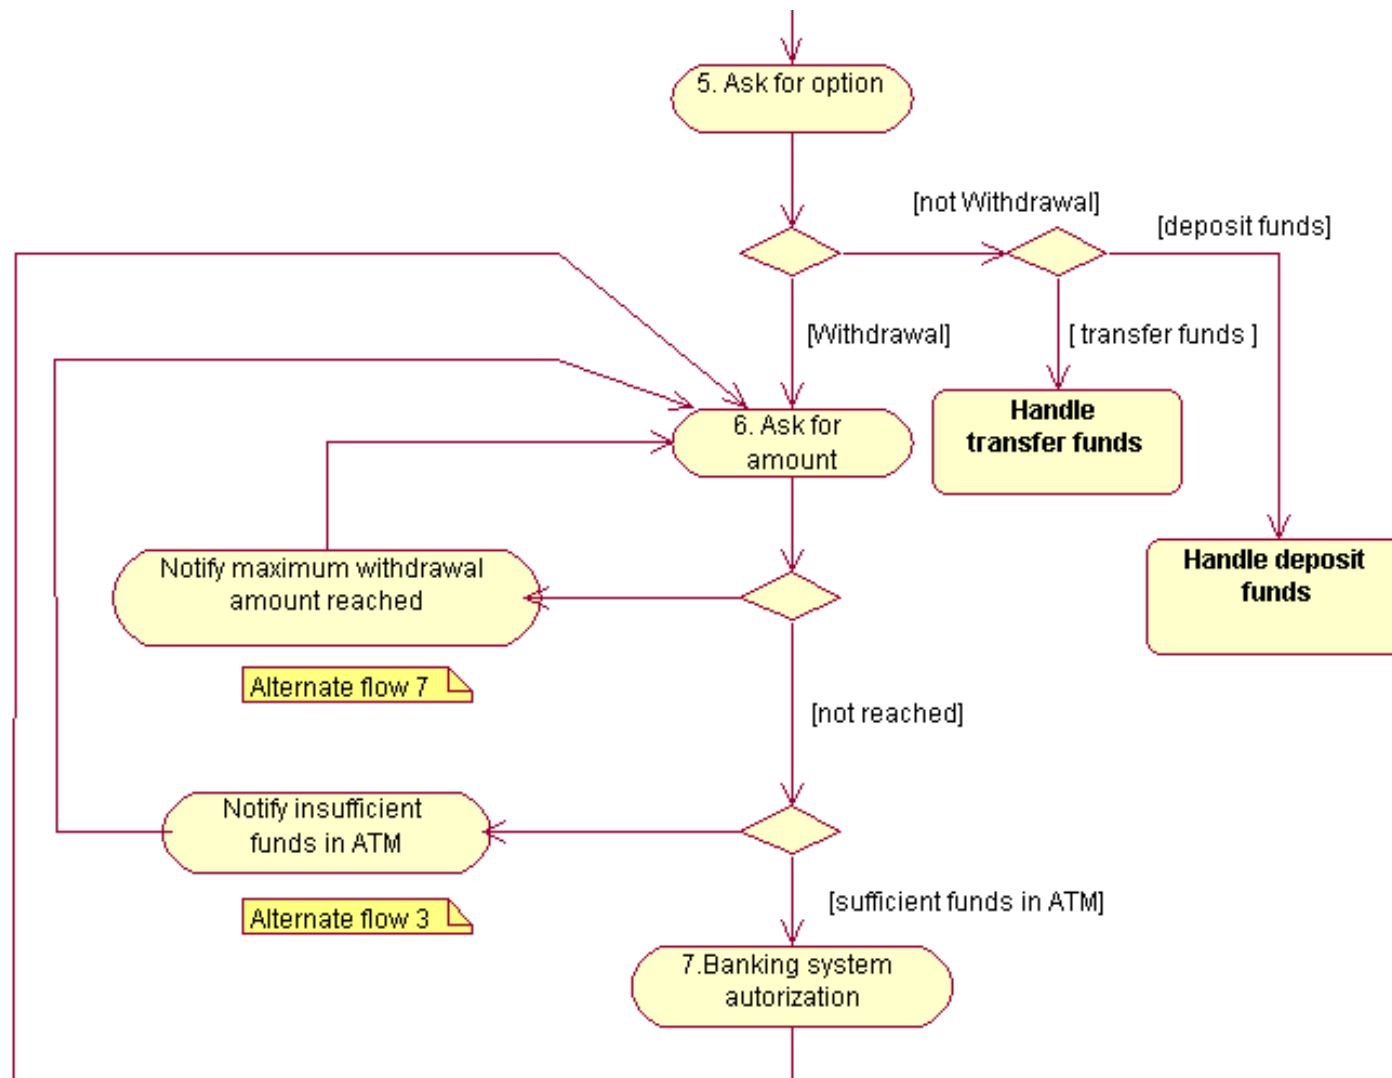 5. Ask for option
[not Withdrawal]
[deposit funds]
[Withdrawal]
[ transfer funds ]
Handle
transfer funds
6. Ask for
amount
Handle deposit
funds
Notify maximum withdrawal
amount reached
Alternate flow 7
[not reached]
Notify insufficient
funds in ATM
[sufficient funds in ATM]
Alternate flow 3
7.Banking system
autorization